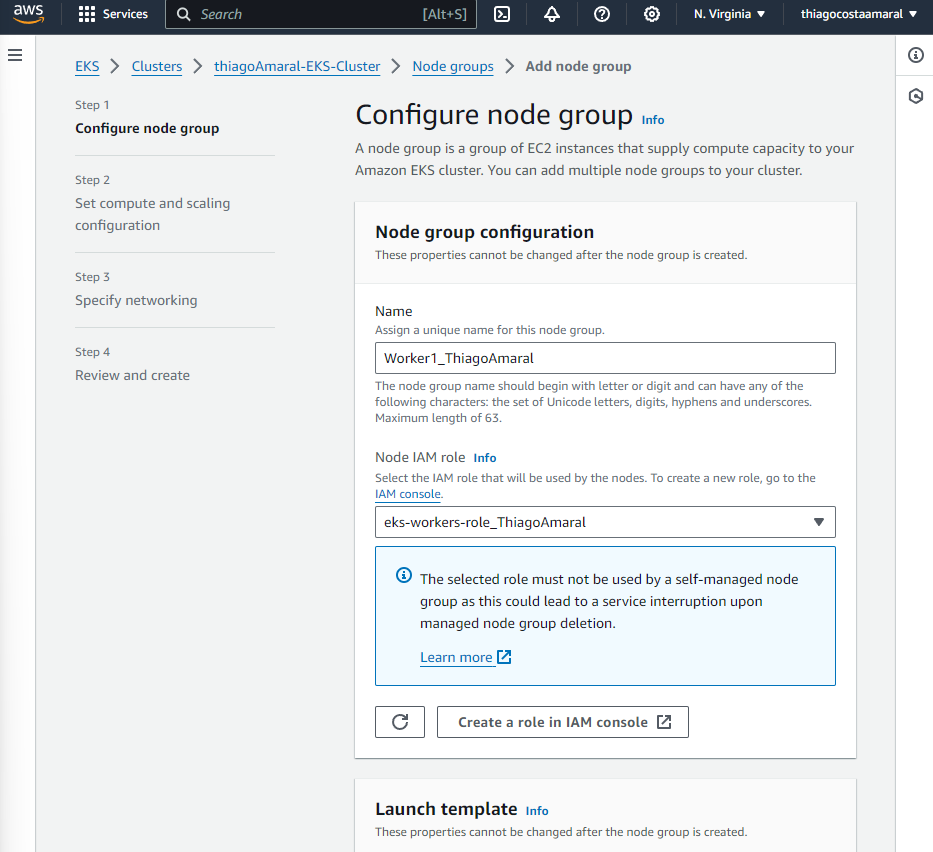 aws
Services
Search [Alt+S]
N. Virginia
thiagocostaamaral
EKS
Clusters
thiagoAmaral-EKS-Cluster
Node groups
Add node group
Step 1
Configure node group
Step 2
Set compute and scaling
configuration
Step 3
Specify networking
Step 4
Review and create
Configure node group Info
A node group is a group of EC2 instances that supply compute capacity to your
Amazon EKS cluster. You can add multiple node groups to your cluster.
Node group configuration
These properties cannot be changed after the node group is created.
Name
Assign a unique name for this node group.
Worker1_ThiagoAmaral
The node group name should begin with letter or digit and can have any of the
following characters: the set of Unicode letters, digits, hyphens and underscores.
Maximum length of 63.
Node IAM role Info
Select the IAM role that will be used by the nodes. To create a new role, go to the
IAM console.
eks-workers-role_ThiagoAmaral
The selected role must not be used by a self-managed node
group as this could lead to a service interruption upon
managed node group deletion.
Learn more
Create a role in IAM console
Launch template Info
These properties cannot be changed after the node group is created.